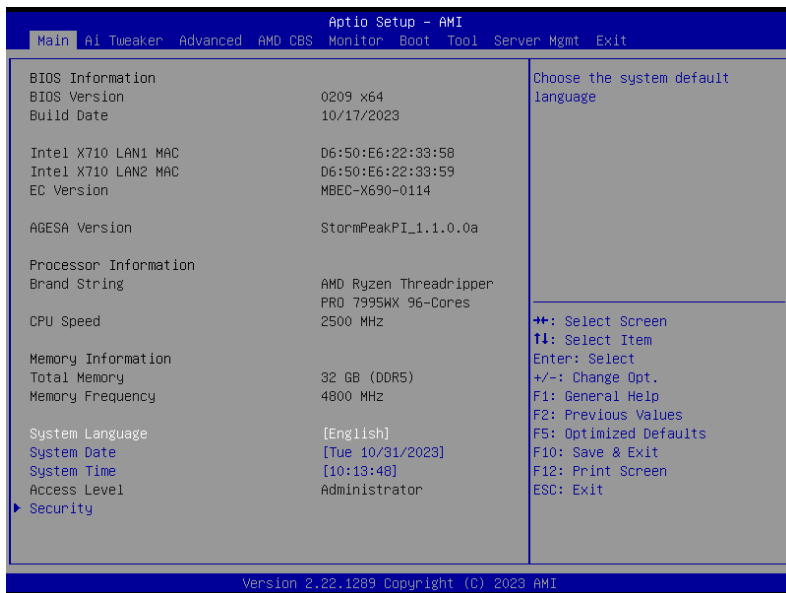 Aptio Setup - AMI
Main Ai Tweaker Advanced AMD CBS Monitor Boot Tool Server Mgmt Exit
BIOS Information
BIOS Version 0209 x64
Build Date 10/17/2023
Intel X710 LAN1 MAC D6:50:E6:22:33:58
Intel X710 LAN2 MAC D6:50:E6:22:33:59
EC Version MBEC-X690-0114
AGESA Version StormPeakPI_1.1.0.0a
Processor Information
Brand String AMD Ryzen Threadripper
PRO 7995WX 96-Cores
CPU Speed 2500 MHz
Memory Information
Total Memory 32 GB (DDR5)
Memory Frequency 4800 MHz
System Language [English]
System Date [Tue 10/31/2023]
System Time [10:13:48]
Access Level Administrator
Security
Choose the system default
language
→←: Select Screen
↑↓: Select Item
Enter: Select
+/-: Change Opt.
F1: General Help
F2: Previous Values
F5: Optimized Defaults
F10: Save & Exit
F12: Print Screen
ESC: Exit
Version 2.22.1289 Copyright (C) 2023 AMI